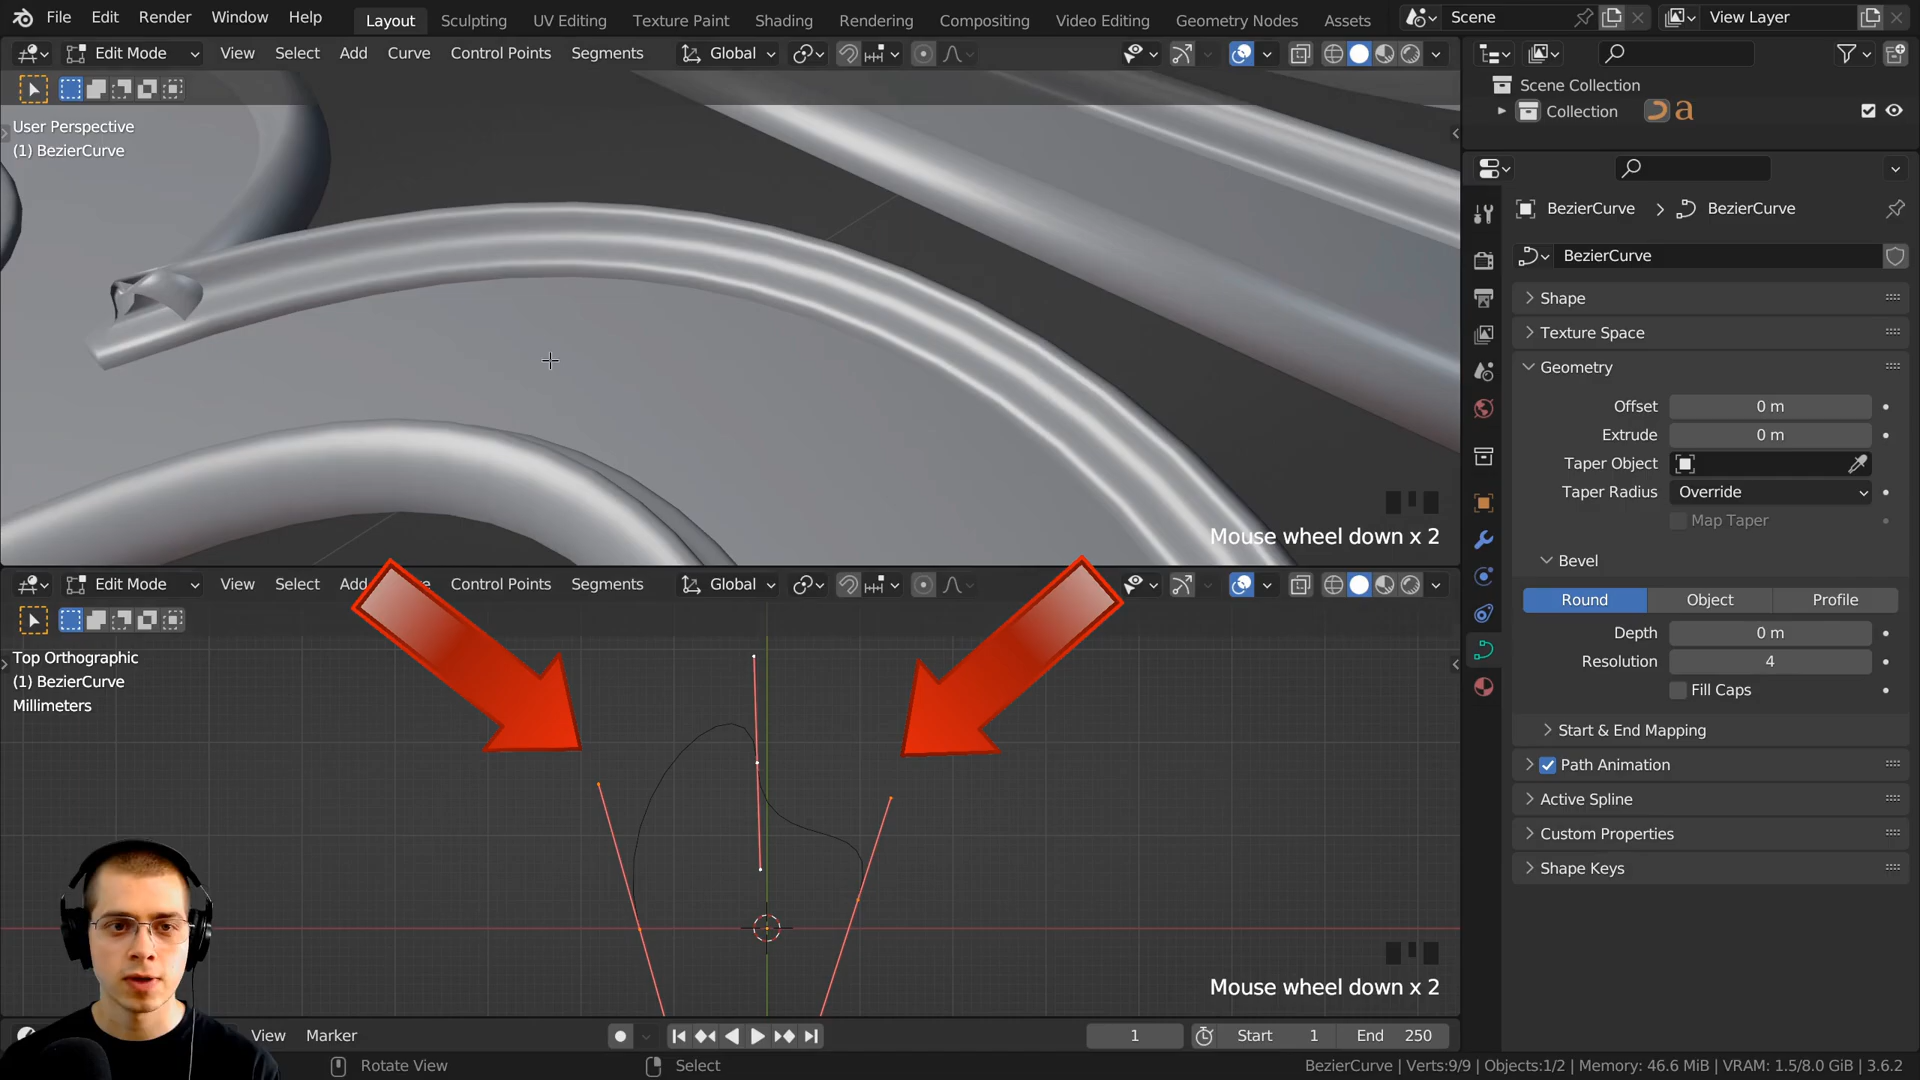 File Edit Render Window Help Layout Sculpting UV Editing Texture Paint Shading Rendering Compositing Video Editing Geometry Nodes Assets Scene View Layer
Edit Mode View Select Add Curve Control Points Segments Global
User Perspective
(1) BezierCurve
Scene Collection
Collection
BezierCurve > BezierCurve
BezierCurve
Shape
Texture Space
Geometry
Offset 0 m
Extrude 0 m
Taper Object
Taper Radius Override
Map Taper
Bevel
Round Object Profile
Depth 0 m
Resolution 4
Fill Caps
Start & End Mapping
Path Animation
Active Spline
Custom Properties
Shape Keys
Mouse wheel down x 2
Edit Mode View Select Control Points Segments Global
Top Orthographic
(1) BezierCurve
Millimeters
Mouse wheel down x 2
View Marker 1 Start 1 End 250
Rotate View Select BezierCurve | Verts:9/9 | Objects:1/2 | Memory: 46.6 MiB | VRAM: 1.5/8.0 GiB | 3.6.2